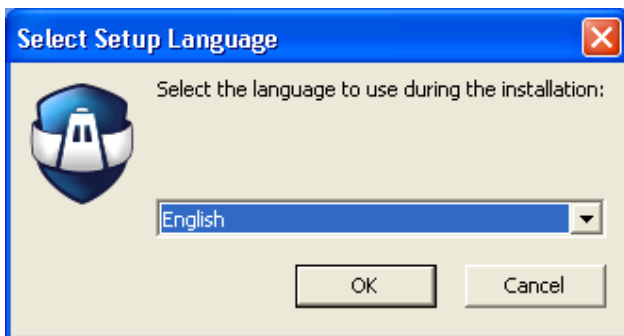 Select Setup Language
Select the language to use during the installation:
English
OK
Cancel